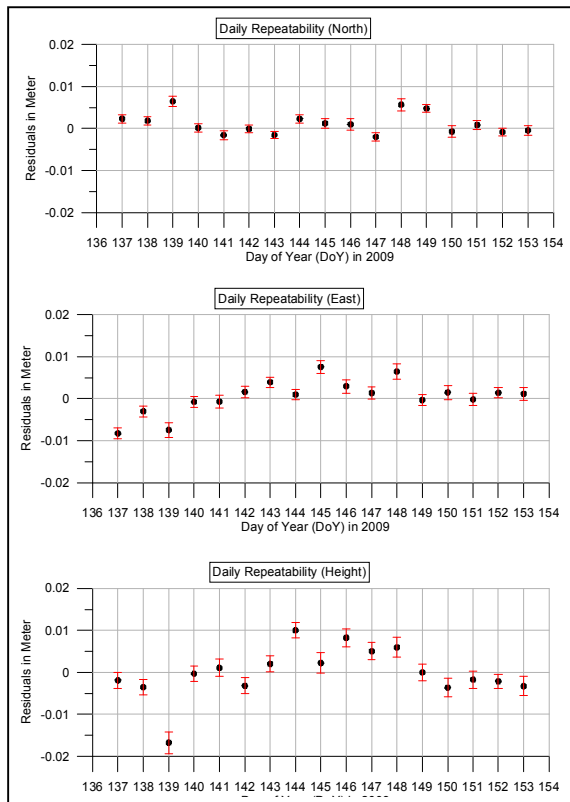 Daily Repeatability (North)
0.02
0.01
0
-0.01
-0.02
Residuals in Meter
136 137 138 139 140 141 142 143 144 145 146 147 148 149 150 151 152 153 154
Day of Year (DoY) in 2009
Daily Repeatability (East)
0.02
0.01
0
-0.01
-0.02
Residuals in Meter
136 137 138 139 140 141 142 143 144 145 146 147 148 149 150 151 152 153 154
Day of Year (DoY) in 2009
Daily Repeatability (Height)
0.02
0.01
0
-0.01
-0.02
Residuals in Meter
136 137 138 139 140 141 142 143 144 145 146 147 148 149 150 151 152 153 154
Day of Year (DoY) in 2009